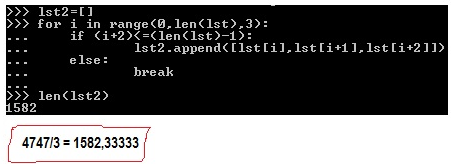 >>> lst2=[]
>>> for i in range(0,len(lst),3):
...     if (i+2)<=(len(lst)-1):
...             lst2.append([lst[i],lst[i+1],lst[i+2]])
...     else:
...             break
...
>>> len(lst2)
1582
4747/3 = 1582,33333